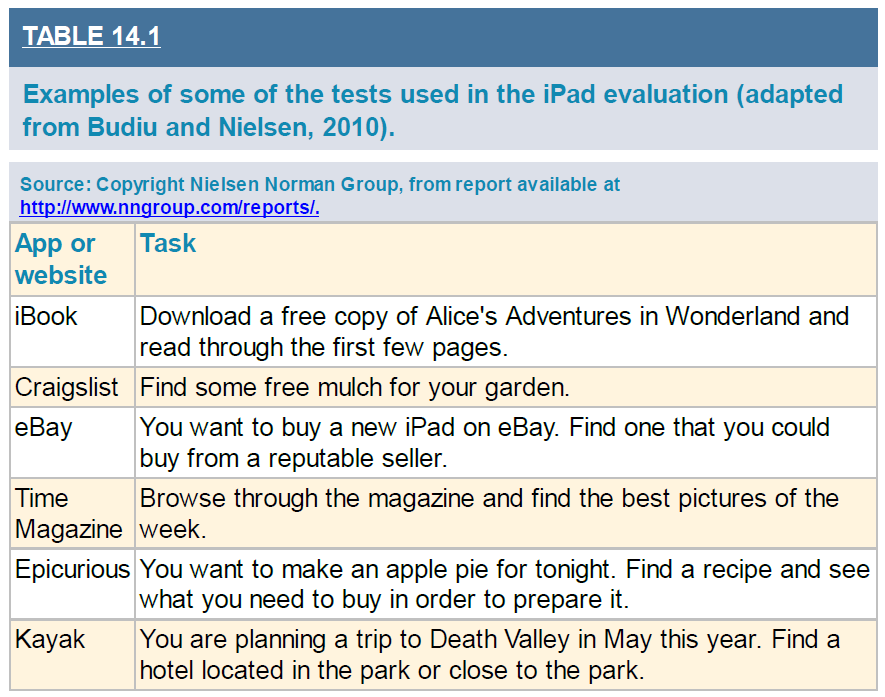 TABLE 14.1
Examples of some of the tests used in the iPad evaluation (adapted
from Budiu and Nielsen, 2010).
Source: Copyright Nielsen Norman Group, from report available at
http://www.nngroup.com/reports/.
App or
website
Task
iBook
Download a free copy of Alice's Adventures in Wonderland and
read through the first few pages.
Craigslist
Find some free mulch for your garden.
eBay
You want to buy a new iPad on eBay. Find one that you could
buy from a reputable seller.
Time
Magazine
Browse through the magazine and find the best pictures of the
week.
Epicurious
You want to make an apple pie for tonight. Find a recipe and see
what you need to buy in order to prepare it.
Kayak
You are planning a trip to Death Valley in May this year. Find a
hotel located in the park or close to the park.